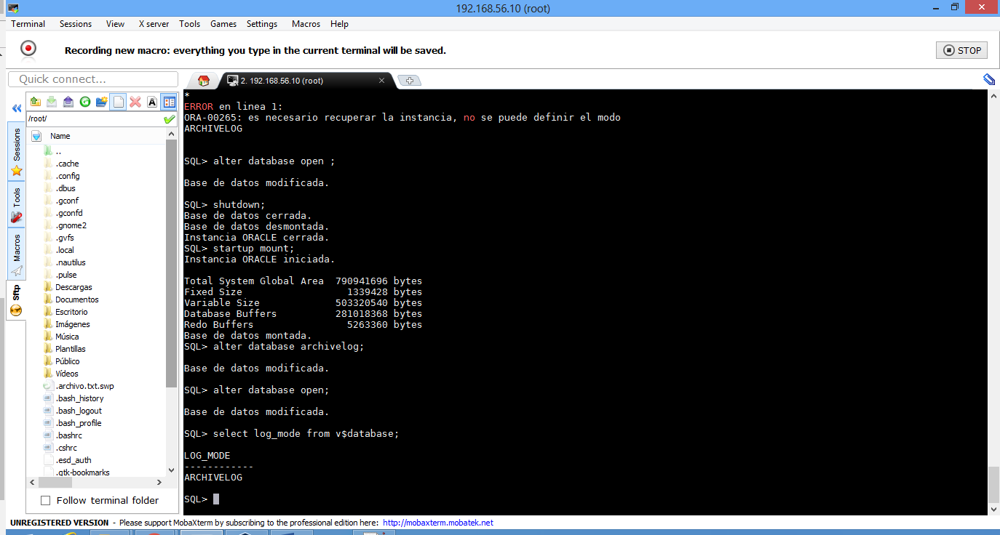 192.168.56.10 (root)
Terminal Sessions View X server Tools Games Settings Macros Help
Recording new macro: everything you type in the current terminal will be saved.
STOP
Quick connect...
2. 192.168.56.10 (root)
/root/
Name
..
.cache
.config
.dbus
.gconf
.gconfd
.gnome2
.gvfs
.local
.nautilus
.pulse
Descargas
Documentos
Escritorio
Imágenes
Música
Plantillas
Público
Vídeos
.archivo.txt.swp
.bash_history
.bash_logout
.bash_profile
.bashrc
.cshrc
.esd_auth
.gtk-bookmarks
Follow terminal folder
Sessions
Tools
Macros
Sftp
*
ERROR en linea 1:
ORA-00265: es necesario recuperar la instancia, no se puede definir el modo
ARCHIVELOG
SQL> alter database open ;
Base de datos modificada.
SQL> shutdown;
Base de datos cerrada.
Base de datos desmontada.
Instancia ORACLE cerrada.
SQL> startup mount;
Instancia ORACLE iniciada.
Total System Global Area  790941696 bytes
Fixed Size                  1339428 bytes
Variable Size             503320540 bytes
Database Buffers          281018368 bytes
Redo Buffers                5263360 bytes
Base de datos montada.
SQL> alter database archivelog;
Base de datos modificada.
SQL> alter database open;
Base de datos modificada.
SQL> select log_mode from v$database;
LOG_MODE
------------
ARCHIVELOG
SQL>
UNREGISTERED VERSION - Please support MobaXterm by subscribing to the professional edition here: http://mobaxterm.mobatek.net